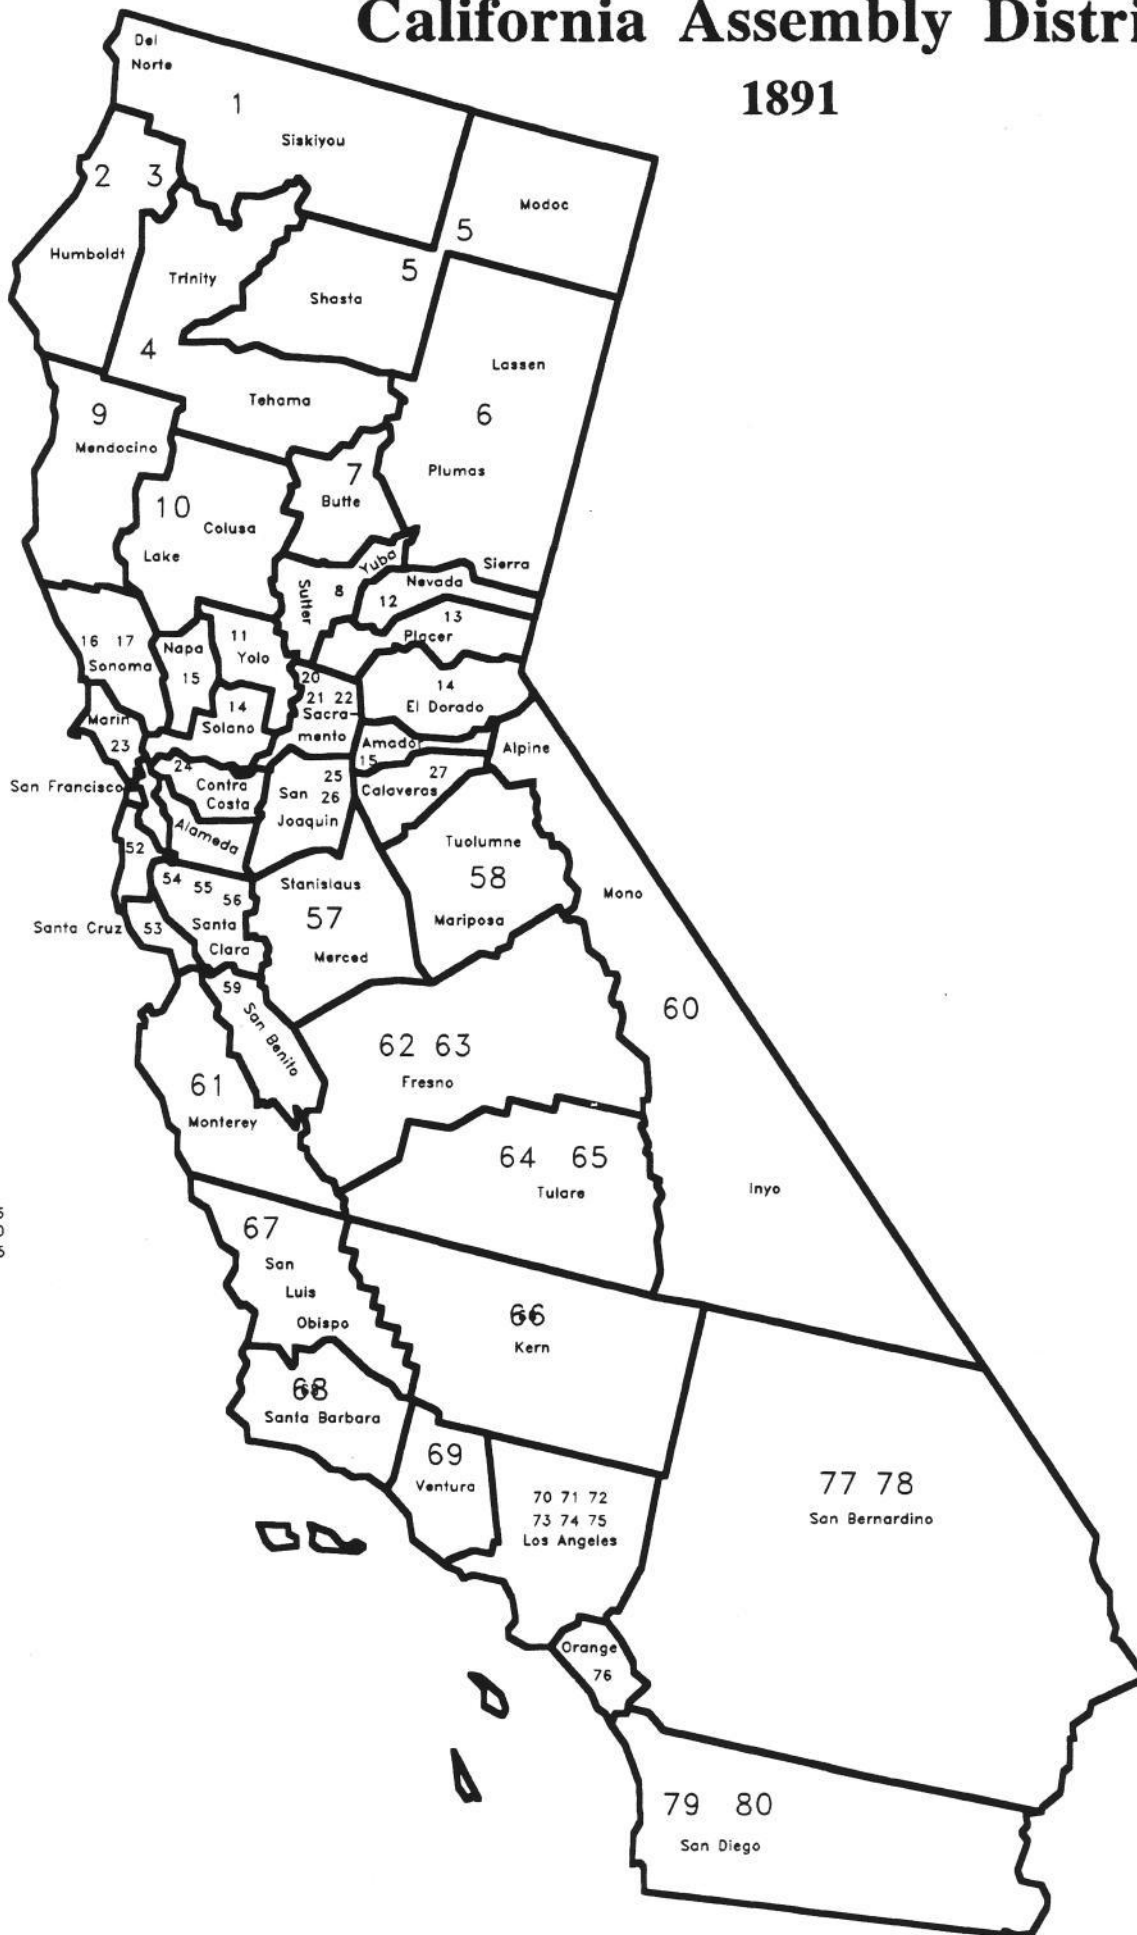 California Assembly Distri
1891
Del
Norte
1
Siskiyou
2 3
Modoc
5
Humboldt
5
Trinity
Shasta
4
Lassen
Tehama
9
6
Mendocino
7
Plumas
Butte
10
Colusa
Lake
Yuba
Sierra
Sutter
8
Nevada
12
13
Placer
16 17
Sonoma
Napa
15
11
Yolo
20
21 22
Sacra-
mento
14
El Dorado
14
Solano
Marin
23
Amador
15
Alpine
24
Contra
Costa
San Francisco
25
San 26
Joaquin
27
Calaveras
Alameda
52
Tuolumne
58
Mariposa
54 55 56
Santa
Clara
Stanislaus
57
Merced
Mono
Santa Cruz
53
59
San Benito
60
62 63
Fresno
61
Monterey
64 65
Tulare
Inyo
5
0
5
67
San
Luis
Obispo
66
Kern
68
Santa Barbara
69
Ventura
70 71 72
73 74 75
Los Angeles
77 78
San Bernardino
Orange
76
79 80
San Diego